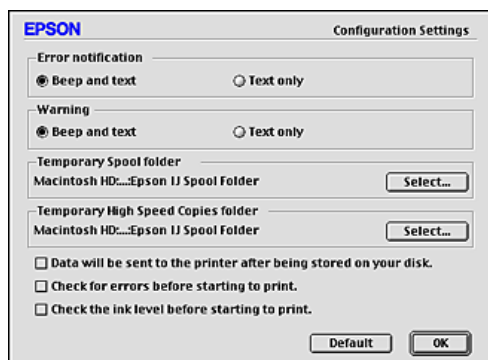 EPSON Configuration Settings
Error notification
Beep and text Text only
Warning
Beep and text Text only
Temporary Spool folder
Macintosh HD:...:Epson IJ Spool Folder Select...
Temporary High Speed Copies folder
Macintosh HD:...:Epson IJ Spool Folder Select...
Data will be sent to the printer after being stored on your disk.
Check for errors before starting to print.
Check the ink level before starting to print.
Default OK